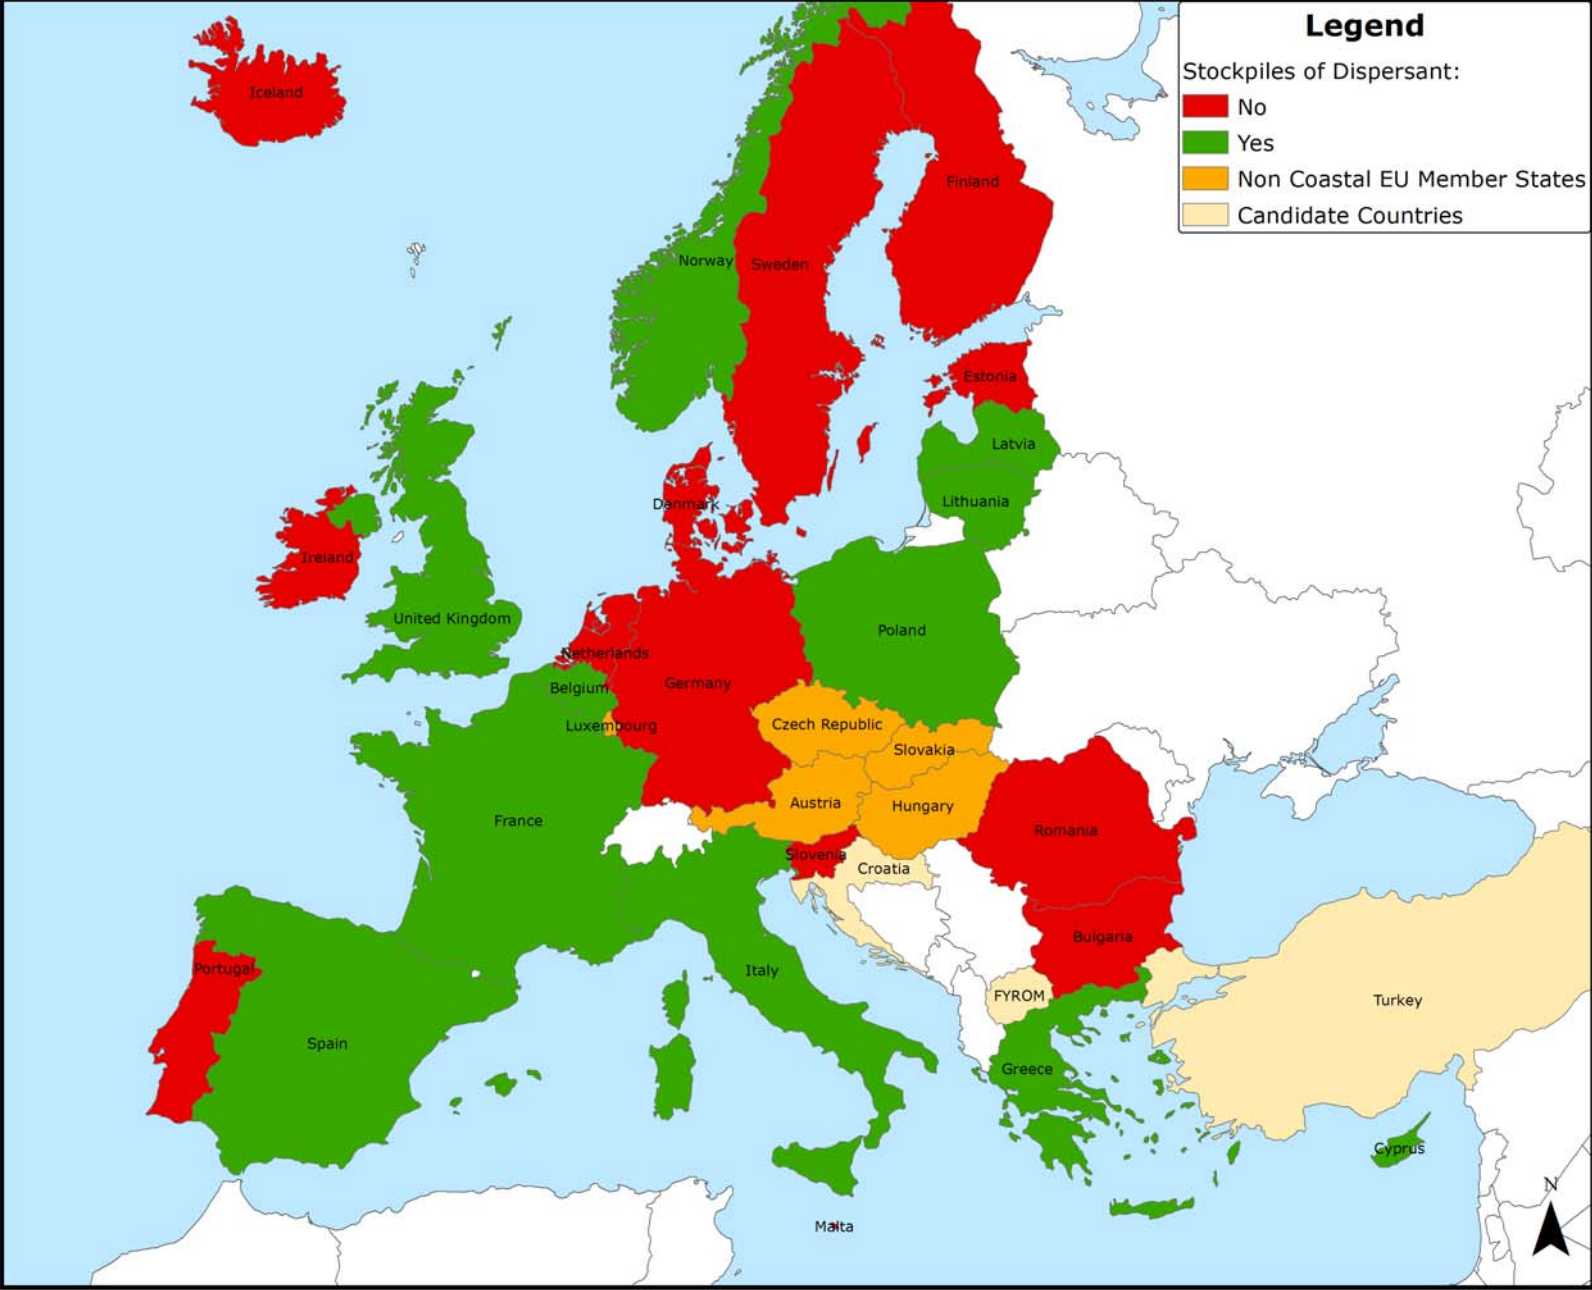 Legend
Stockpiles of Dispersant:
No
Yes
Non Coastal EU Member States
Candidate Countries
Iceland
Finland
Norway
Sweden
Estonia
Latvia
Lithuania
Denmark
Ireland
United Kingdom
Poland
Netherlands
Germany
Belgium
Luxembourg
Czech Republic
Slovakia
Austria
Hungary
France
Romania
Slovenia
Croatia
Bulgaria
Portugal
Italy
FYROM
Turkey
Spain
Greece
Cyprus
N
Malta